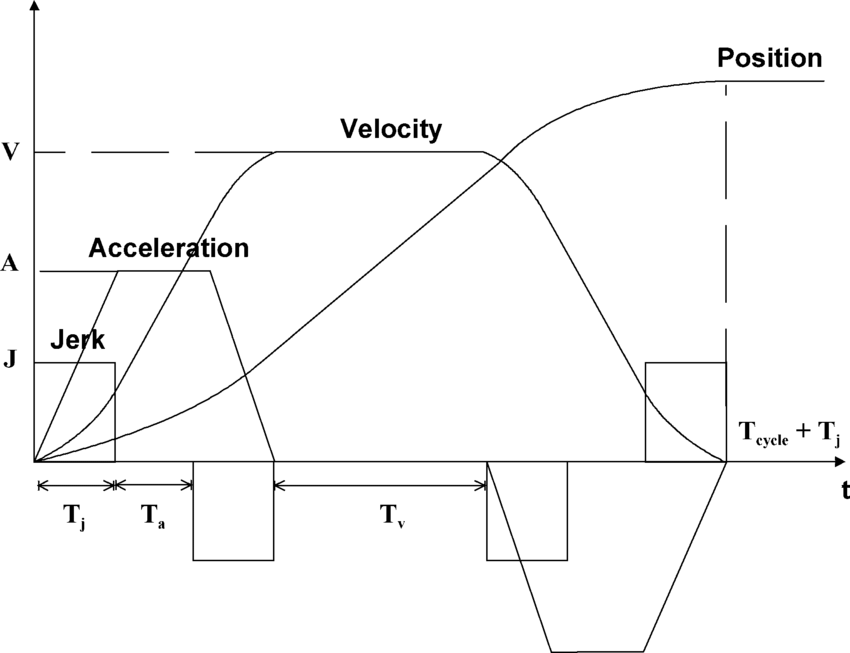 Position
V
Velocity
A
Acceleration
J
Jerk
Tcycle + Tj
t
Tj
Ta
Tv